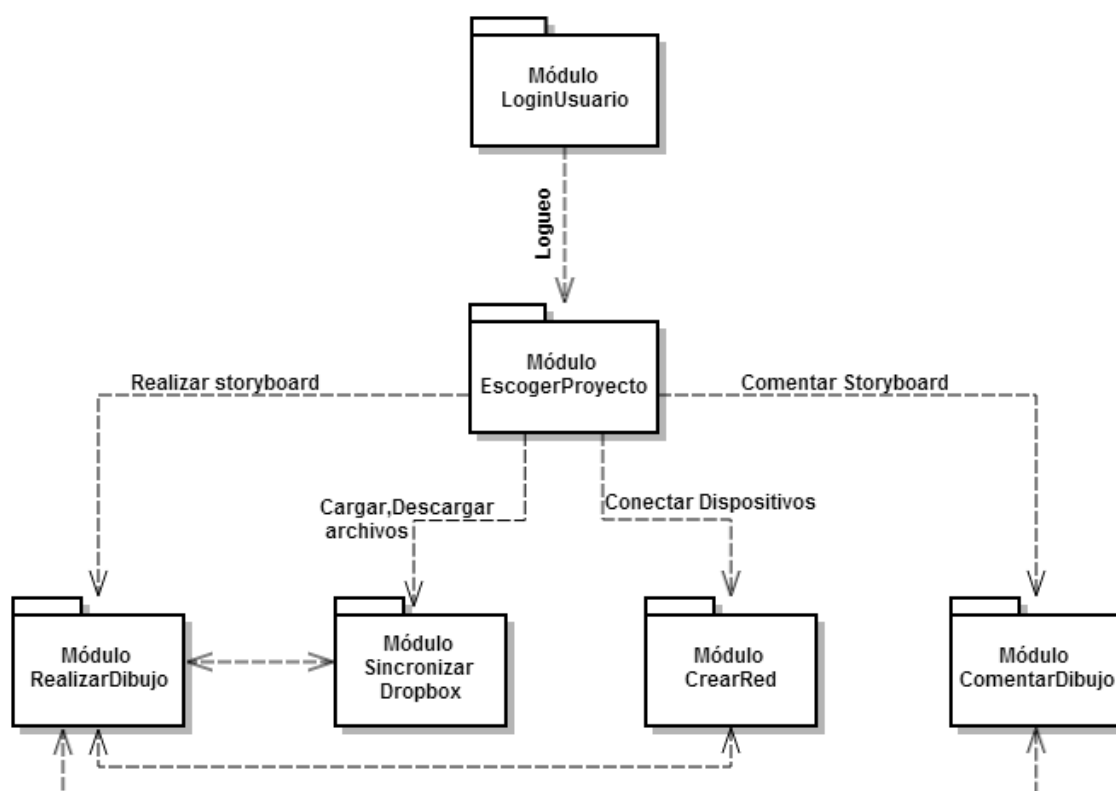 Módulo
LoginUsuario
Logueo
Módulo
EscogerProyecto
Realizar storyboard
Comentar Storyboard
Cargar,Descargar
archivos
Conectar Dispositivos
Módulo
RealizarDibujo
Módulo
Sincronizar
Dropbox
Módulo
CrearRed
Módulo
ComentarDibujo